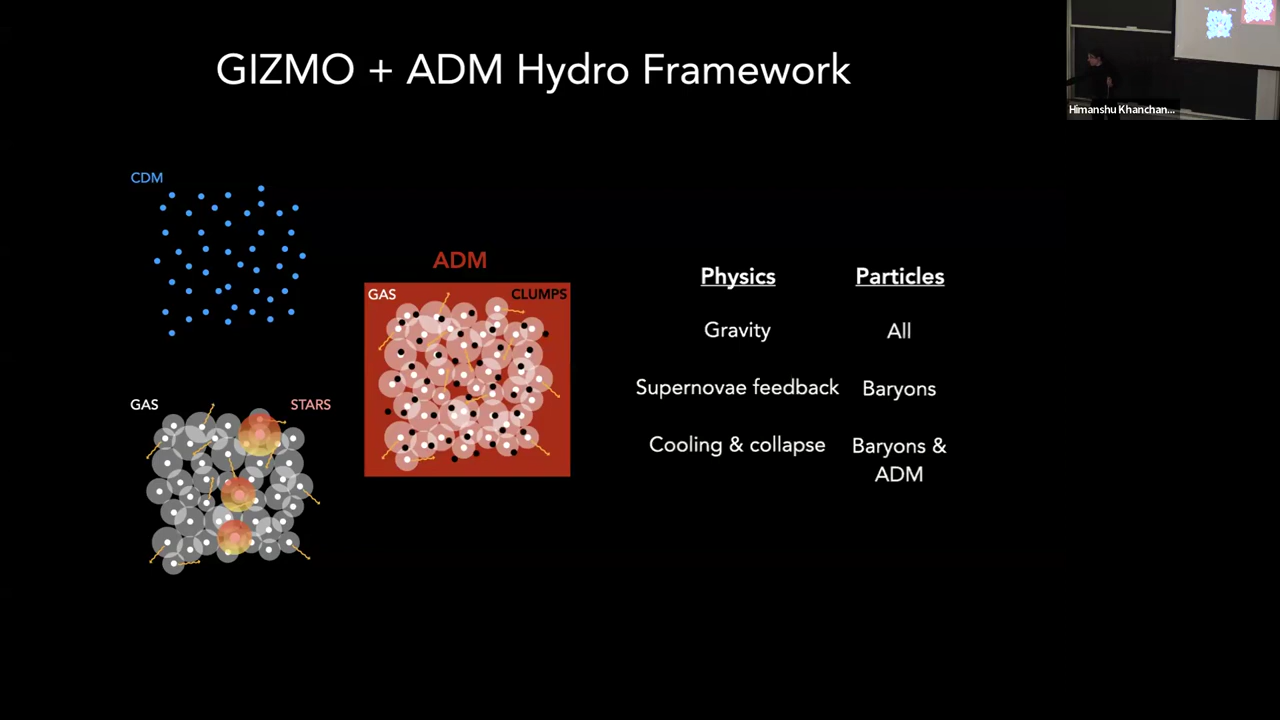 GIZMO + ADM Hydro Framework
Himanshu Khanchan...
CDM
ADM
GAS CLUMPS
GAS STARS
Physics Particles
Gravity All
Supernovae feedback Baryons
Cooling & collapse Baryons &
ADM